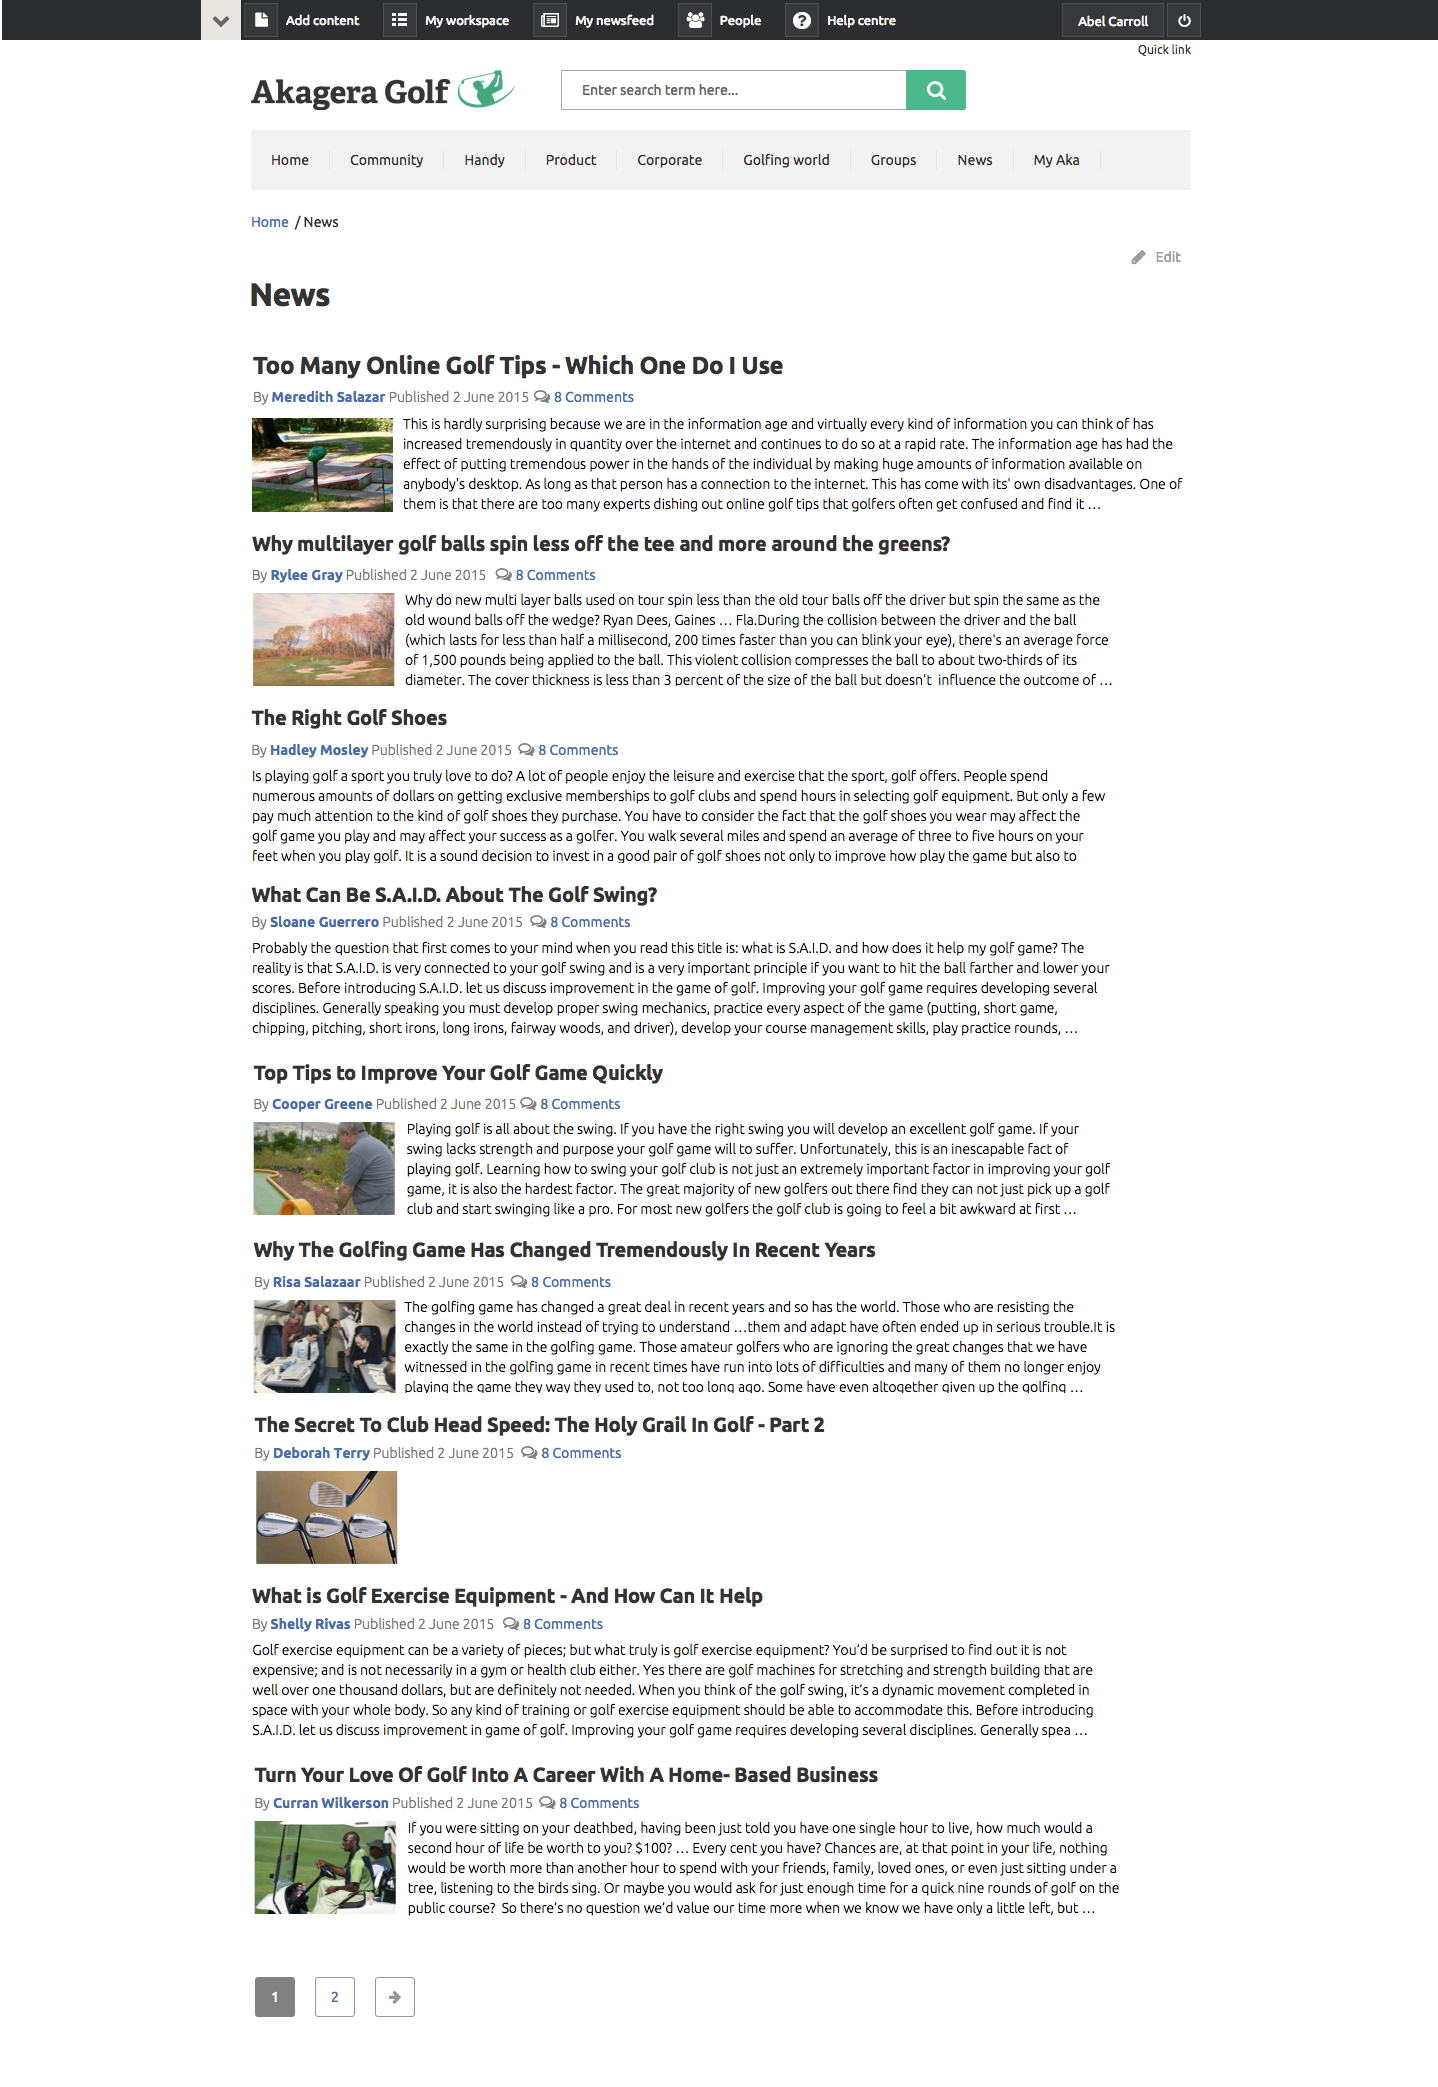 Add content
My workspace
My newsfeed
People
Help centre
Abel Carroll
Quick link
Akagera Golf
Enter search term here...
Home
Community
Handy
Product
Corporate
Golfing world
Groups
News
My Aka
Home / News
Edit
News
Too Many Online Golf Tips - Which One Do I Use
By Meredith Salazar Published 2 June 2015 8 Comments
This is hardly surprising because we are in the information age and virtually every kind of information you can think of has
increased tremendously in quantity over the internet and continues to do so at a rapid rate. The information age has had the
effect of putting tremendous power in the hands of the individual by making huge amounts of information available on
anybody's desktop. As long as that person has a connection to the internet. This has come with its' own disadvantages. One of
them is that there are too many experts dishing out online golf tips that golfers often get confused and find it ...
Why multilayer golf balls spin less off the tee and more around the greens?
By Rylee Gray Published 2 June 2015 8 Comments
Why do new multi layer balls used on tour spin less than the old tour balls off the driver but spin the same as the
old wound balls off the wedge? Ryan Dees, Gaines ... Fla.During the collision between the driver and the ball
(which lasts for less than half a millisecond, 200 times faster than you can blink your eye), there's an average force
of 1,500 pounds being applied to the ball. This violent collision compresses the ball to about two-thirds of its
diameter. The cover thickness is less than 3 percent of the size of the ball but doesn't influence the outcome of ...
The Right Golf Shoes
By Hadley Mosley Published 2 June 2015 8 Comments
Is playing golf a sport you truly love to do? A lot of people enjoy the leisure and exercise that the sport, golf offers. People spend
numerous amounts of dollars on getting exclusive memberships to golf clubs and spend hours in selecting golf equipment. But only a few
pay much attention to the kind of golf shoes they purchase. You have to consider the fact that the golf shoes you wear may affect the
golf game you play and may affect your success as a golfer. You walk several miles and spend an average of three to five hours on your
feet when you play golf. It is a sound decision to invest in a good pair of golf shoes not only to improve how play the game but also to
What Can Be S.A.I.D. About The Golf Swing?
By Sloane Guerrero Published 2 June 2015 8 Comments
Probably the question that first comes to your mind when you read this title is: what is S.A.I.D. and how does it help my golf game? The
reality is that S.A.I.D. is very connected to your golf swing and is a very important principle if you want to hit the ball farther and lower your
scores. Before introducing S.A.I.D. let us discuss improvement in the game of golf. Improving your golf game requires developing several
disciplines. Generally speaking you must develop proper swing mechanics, practice every aspect of the game (putting, short game,
chipping, pitching, short irons, long irons, fairway woods, and driver), develop your course management skills, play practice rounds, ...
Top Tips to Improve Your Golf Game Quickly
By Cooper Greene Published 2 June 2015 8 Comments
Playing golf is all about the swing. If you have the right swing you will develop an excellent golf game. If your
swing lacks strength and purpose your golf game will to suffer. Unfortunately, this is an inescapable fact of
playing golf. Learning how to swing your golf club is not just an extremely important factor in improving your golf
game, it is also the hardest factor. The great majority of new golfers out there find they can not just pick up a golf
club and start swinging like a pro. For most new golfers the golf club is going to feel a bit awkward at first ...
Why The Golfing Game Has Changed Tremendously In Recent Years
By Risa Salazaar Published 2 June 2015 8 Comments
The golfing game has changed a great deal in recent years and so has the world. Those who are resisting the
changes in the world instead of trying to understand ...them and adapt have often ended up in serious trouble.It is
exactly the same in the golfing game. Those amateur golfers who are ignoring the great changes that we have
witnessed in the golfing game in recent times have run into lots of difficulties and many of them no longer enjoy
playing the game they way they used to, not too long ago. Some have even altogether given up the golfing ...
The Secret To Club Head Speed: The Holy Grail In Golf - Part 2
By Deborah Terry Published 2 June 2015 8 Comments
What is Golf Exercise Equipment - And How Can It Help
By Shelly Rivas Published 2 June 2015 8 Comments
Golf exercise equipment can be a variety of pieces; but what truly is golf exercise equipment? You’d be surprised to find out it is not
expensive; and is not necessarily in a gym or health club either. Yes there are golf machines for stretching and strength building that are
well over one thousand dollars, but are definitely not needed. When you think of the golf swing, it’s a dynamic movement completed in
space with your whole body. So any kind of training or golf exercise equipment should be able to accommodate this. Before introducing
S.A.I.D. let us discuss improvement in game of golf. Improving your golf game requires developing several disciplines. Generally spea ...
Turn Your Love Of Golf Into A Career With A Home- Based Business
By Curran Wilkerson Published 2 June 2015 8 Comments
If you were sitting on your deathbed, having been just told you have one single hour to live, how much would a
second hour of life be worth to you? $100? ... Every cent you have? Chances are, at that point in your life, nothing
would be worth more than another hour to spend with your friends, family, loved ones, or even just sitting under a
tree, listening to the birds sing. Or maybe you would ask for just enough time for a quick nine rounds of golf on the
public course? So there’s no question we’d value our time more when we know we have only a little left, but ...
1
2